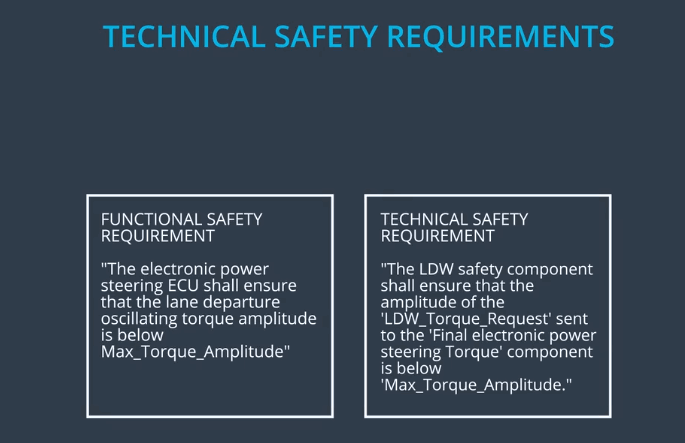 TECHNICAL SAFETY REQUIREMENTS
FUNCTIONAL SAFETY
REQUIREMENT
"The electronic power
steering ECU shall ensure
that the lane departure
oscillating torque amplitude
is below
Max_Torque_Amplitude"
TECHNICAL SAFETY
REQUIREMENT
"The LDW safety component
shall ensure that the
amplitude of the
'LDW_Torque_Request' sent
to the 'Final electronic power
steering Torque' component
is below
'Max_Torque_Amplitude."